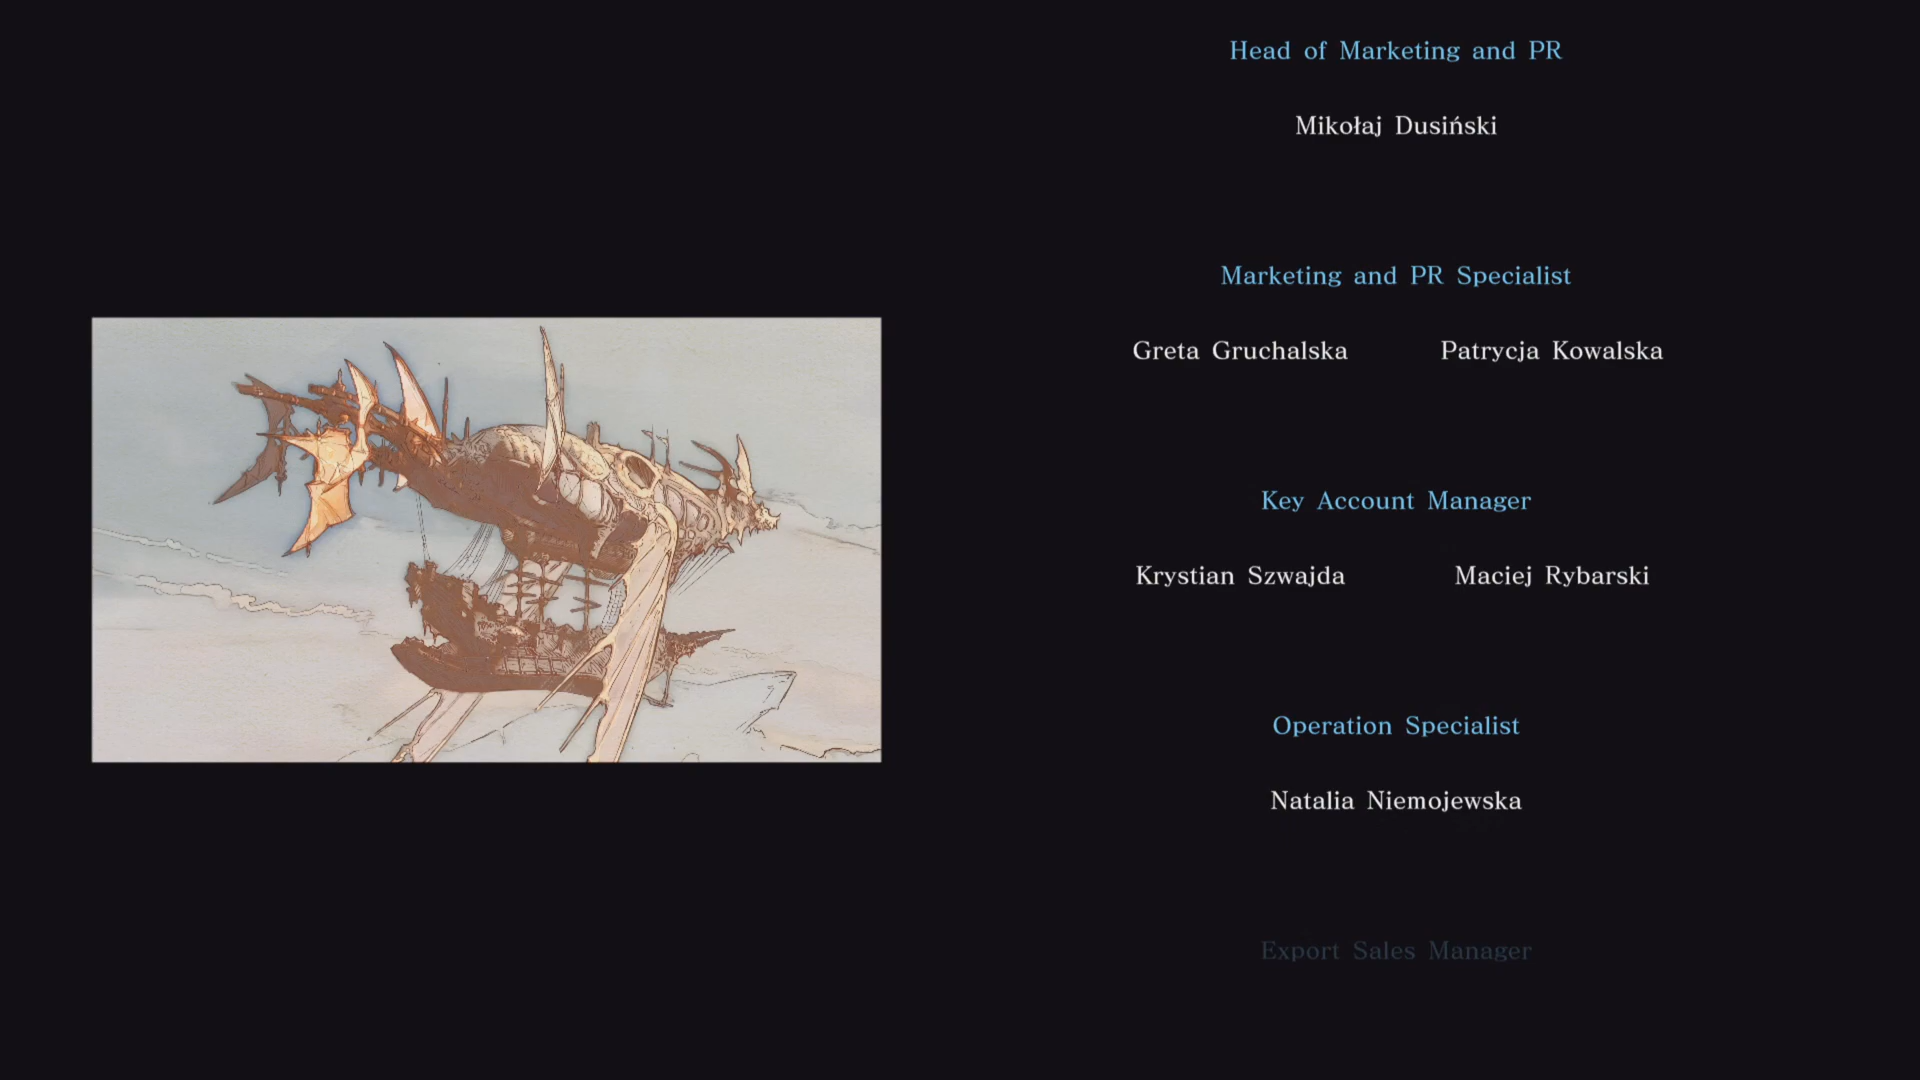 Head of Marketing and PR
Mikołaj Dusiński
Marketing and PR Specialist
Greta Gruchalska Patrycja Kowalska
Key Account Manager
Krystian Szwajda Maciej Rybarski
Operation Specialist
Natalia Niemojewska
Export Sales Manager